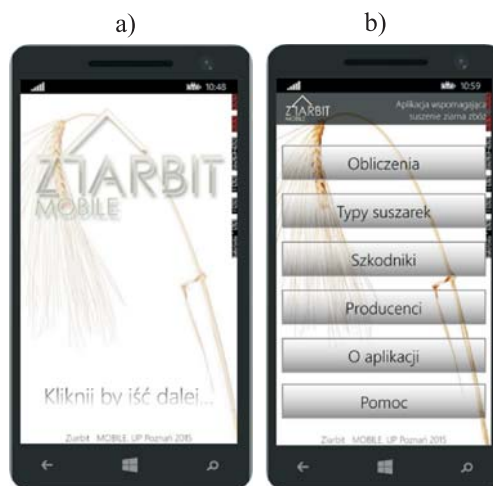 a)
10:48
ZIARBIT
MOBILE
Kliknij by iść dalej...
Ziarbit MOBILE, UP Poznań 2015
b)
10:59
ZIARBIT
MOBILE
Aplikacja wspomagająca
suszenie ziarna zbóż
Obliczenia
Typy suszarek
Szkodniki
Producenci
O aplikacji
Pomoc
Ziarbit MOBILE, UP Poznań 2015